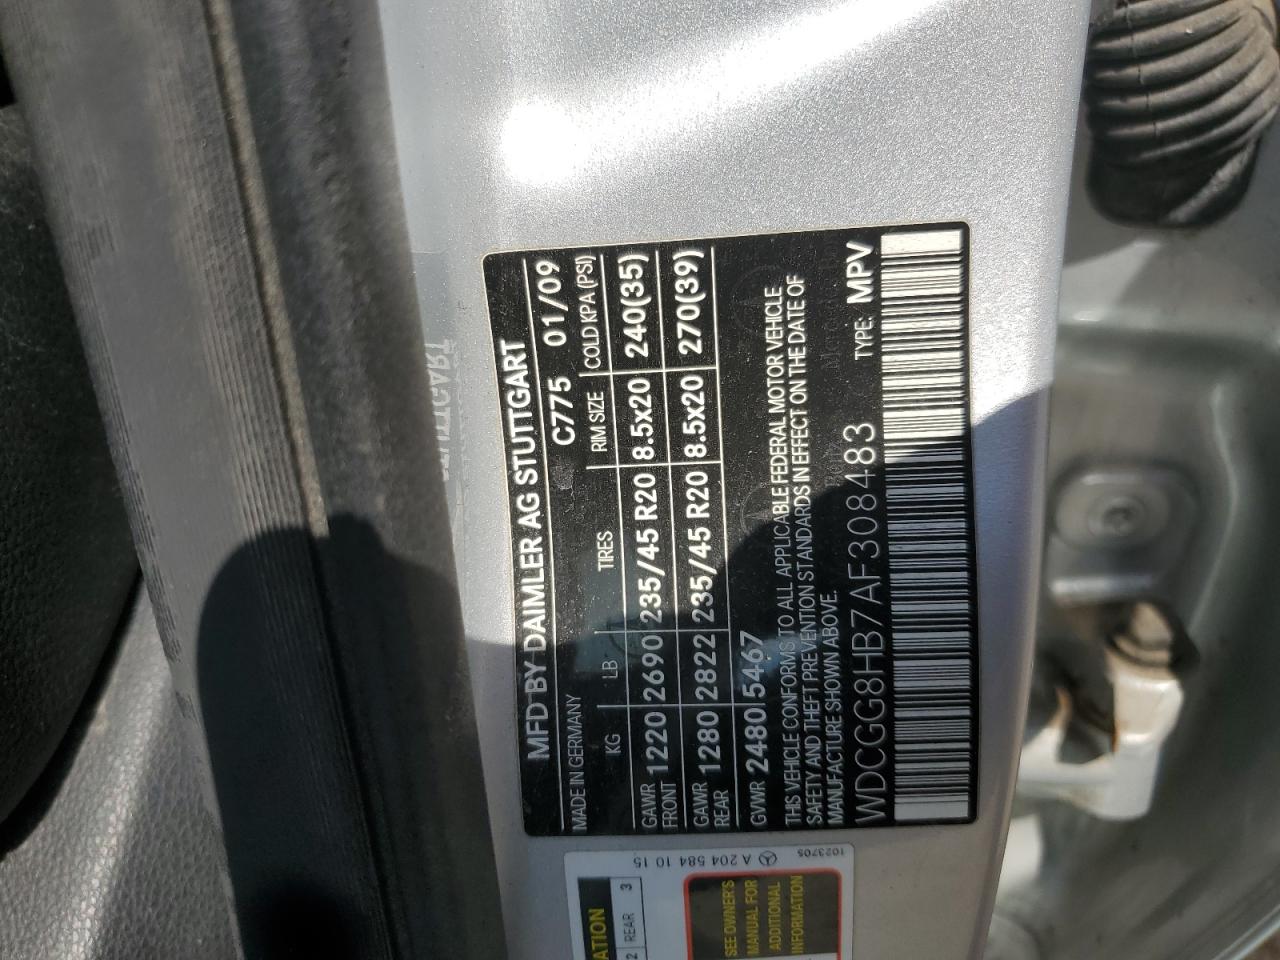 MFD BY DAIMLER AG STUTTGART
MADE IN GERMANY C775 01/09
KG LB TIRES RIM SIZE COLD KPA (PSI)
GAWR FRONT 1220 2690 235/45 R20 8.5x20 240(35)
GAWR REAR 1280 2822 235/45 R20 8.5x20 270(39)
GVWR 2480 5467
THIS VEHICLE CONFORMS TO ALL APPLICABLE FEDERAL MOTOR VEHICLE
SAFETY AND THEFT PREVENTION STANDARDS IN EFFECT ON THE DATE OF
MANUFACTURE SHOWN ABOVE.
WDCGG8HB7AF308483 TYPE: MPV
A 204 584 10 15
1023705
2 REAR 3
SEE OWNER'S
MANUAL FOR
ADDITIONAL
INFORMATION